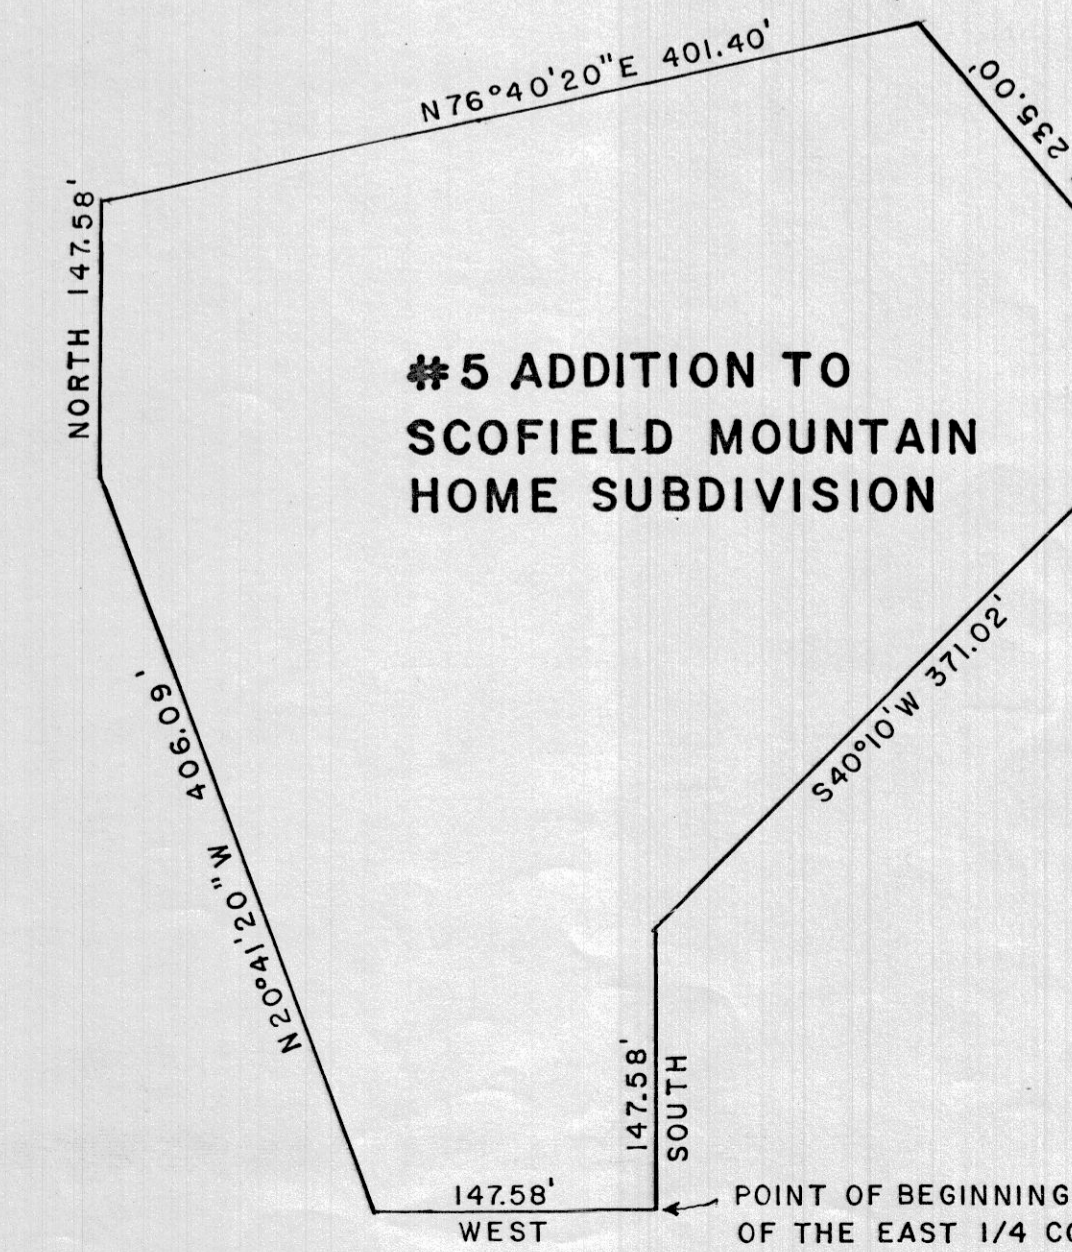 N76°40'20"E 401.40'
235.00'
NORTH 147.58'
#5 ADDITION TO
SCOFIELD MOUNTAIN
HOME SUBDIVISION
S40°10'W 371.02'
N20°41'20"W 406.09'
147.58'
SOUTH
147.58'
WEST
POINT OF BEGINNING
OF THE EAST 1/4